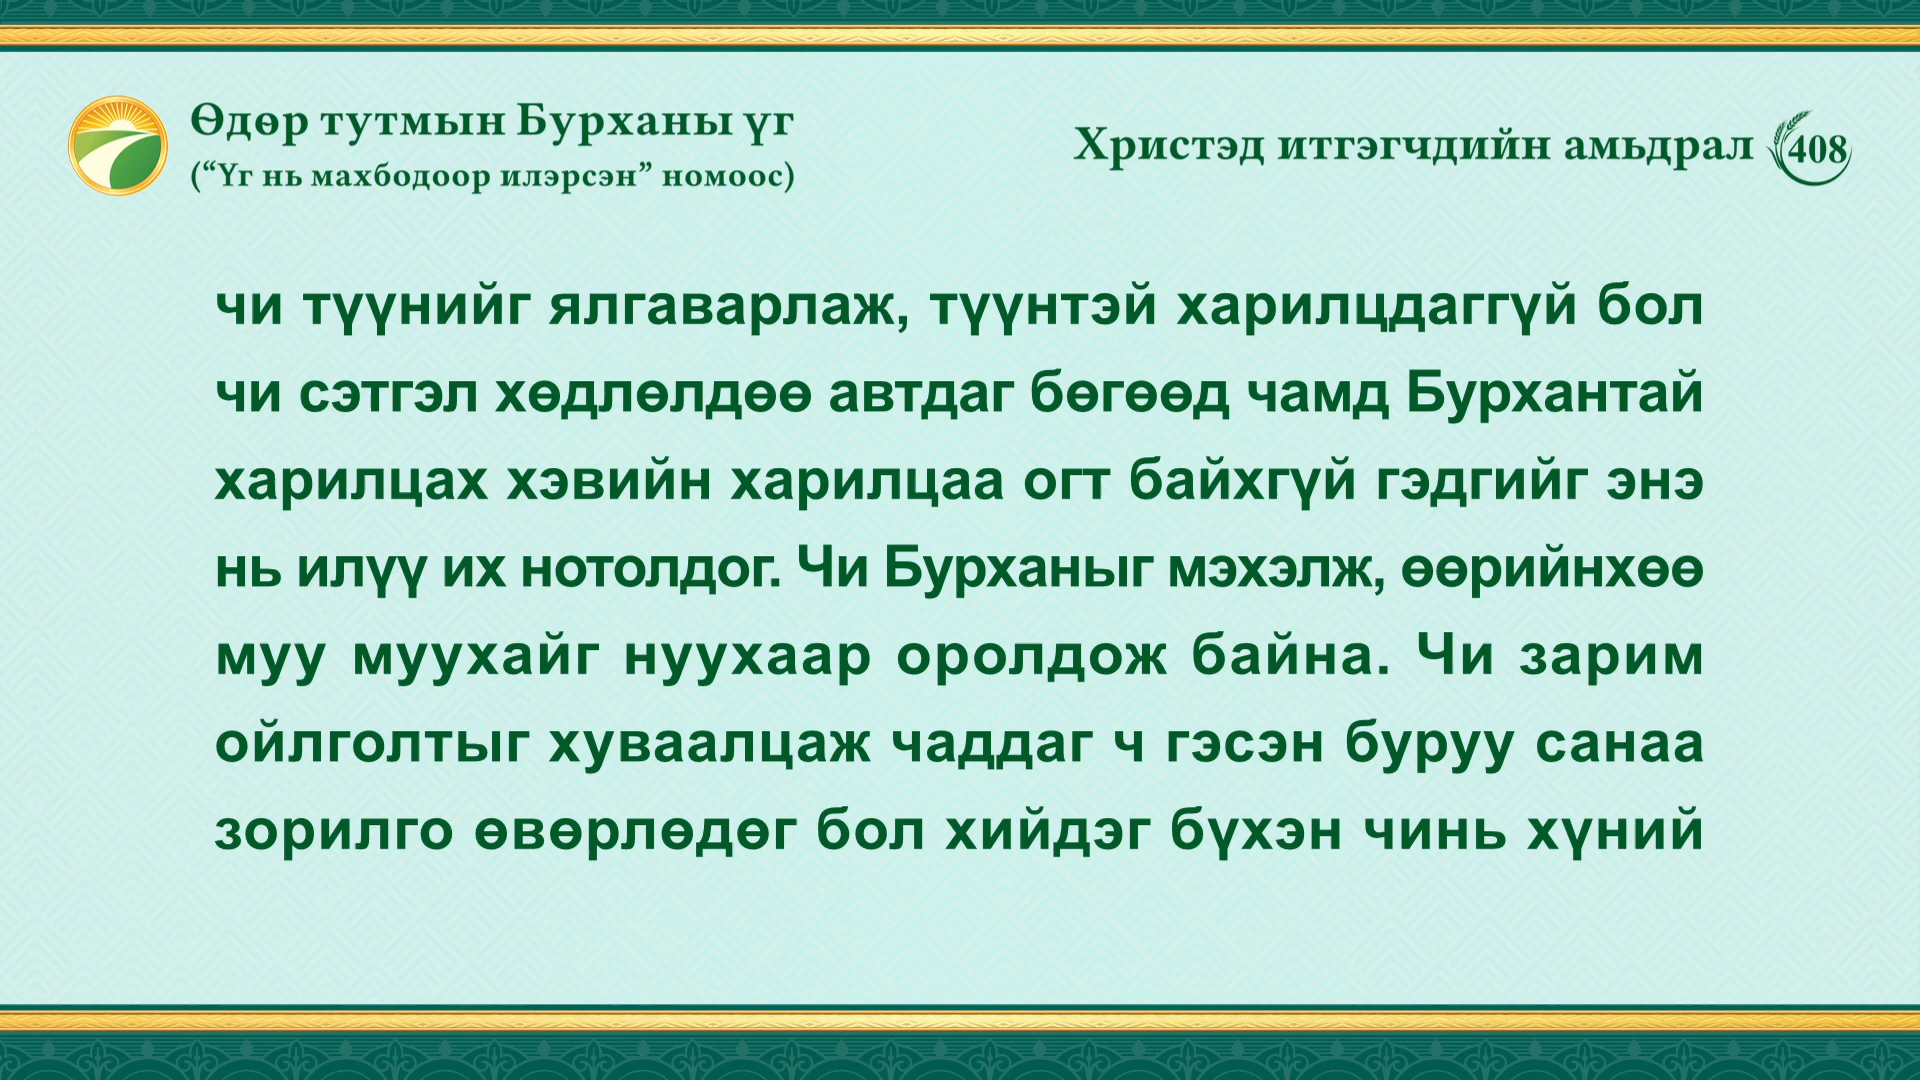 Өдөр тутмын Бурханы үг
(“Үг нь махбодоор илэрсэн” номоос)
Христэд итгэгчдийн амьдрал 408
чи түүнийг ялгаварлаж, түүнтэй харилцдаггүй бол
чи сэтгэл хөдлөлдөө автдаг бөгөөд чамд Бурхантай
харилцах хэвийн харилцаа огт байхгүй гэдгийг энэ
нь илүү их нотолдог. Чи Бурханыг мэхэлж, өөрийнхөө
муу муухайг нуухаар оролдож байна. Чи зарим
ойлголтыг хуваалцаж чаддаг ч гэсэн буруу санаа
зорилго өвөрлөдөг бол хийдэг бүхэн чинь хүний